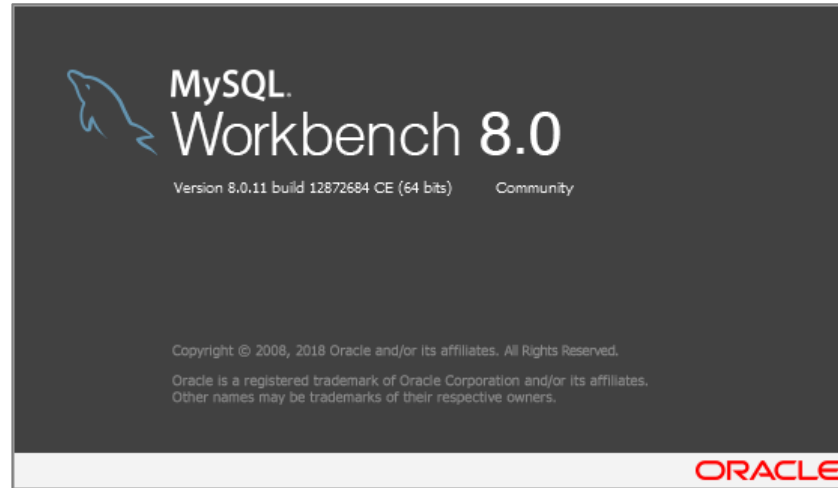 MySQL.
Workbench 8.0
Version 8.0.11 build 12872684 CE (64 bits) Community
Copyright © 2008, 2018 Oracle and/or its affiliates. All Rights Reserved.
Oracle is a registered trademark of Oracle Corporation and/or its affiliates.
Other names may be trademarks of their respective owners.
ORACLE